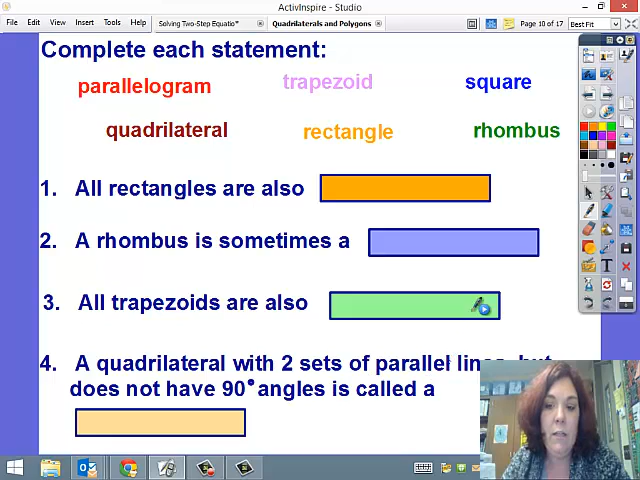 ActivInspire - Studio
File Edit View Insert Tools Help
Solving Two-Step Equatio* Quadrilaterals and Polygons*
Page 10 of 17 Best Fit
Complete each statement:
parallelogram trapezoid square
quadrilateral rectangle rhombus
1. All rectangles are also
2. A rhombus is sometimes a
3. All trapezoids are also
4. A quadrilateral with 2 sets of parallel lines, but
does not have 90° angles is called a